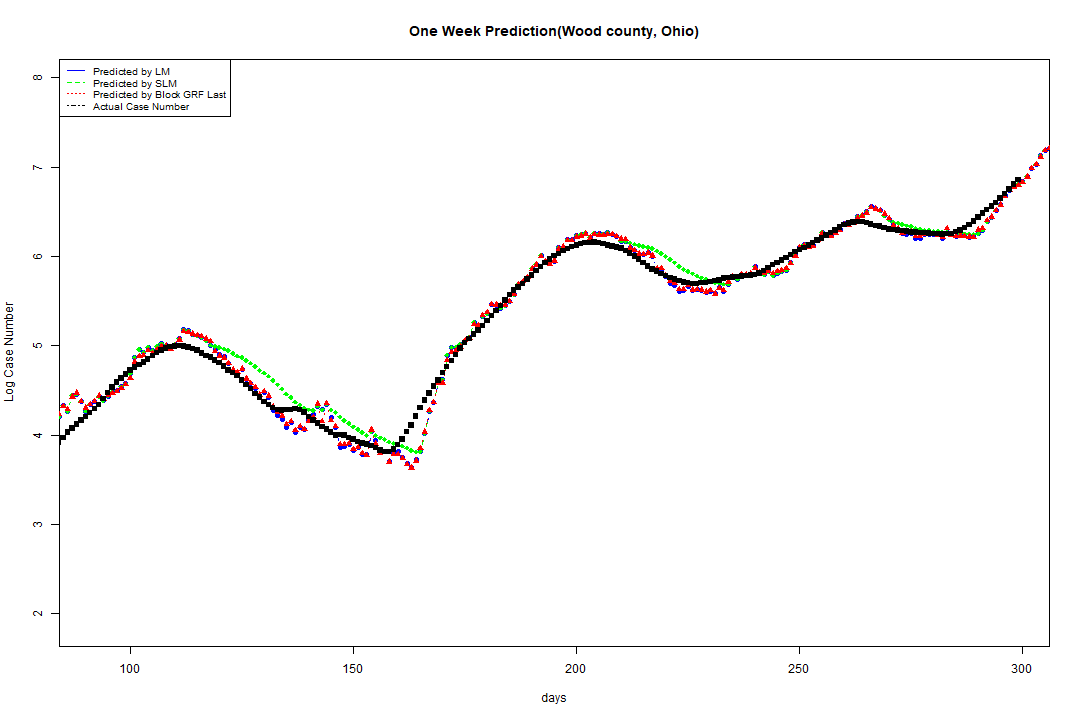 One Week Prediction(Wood county, Ohio)
Predicted by LM
Predicted by SLM
Predicted by Block GRF Last
Actual Case Number
8
7
6
5
4
3
2
Log Case Number
100 150 200 250 300
days